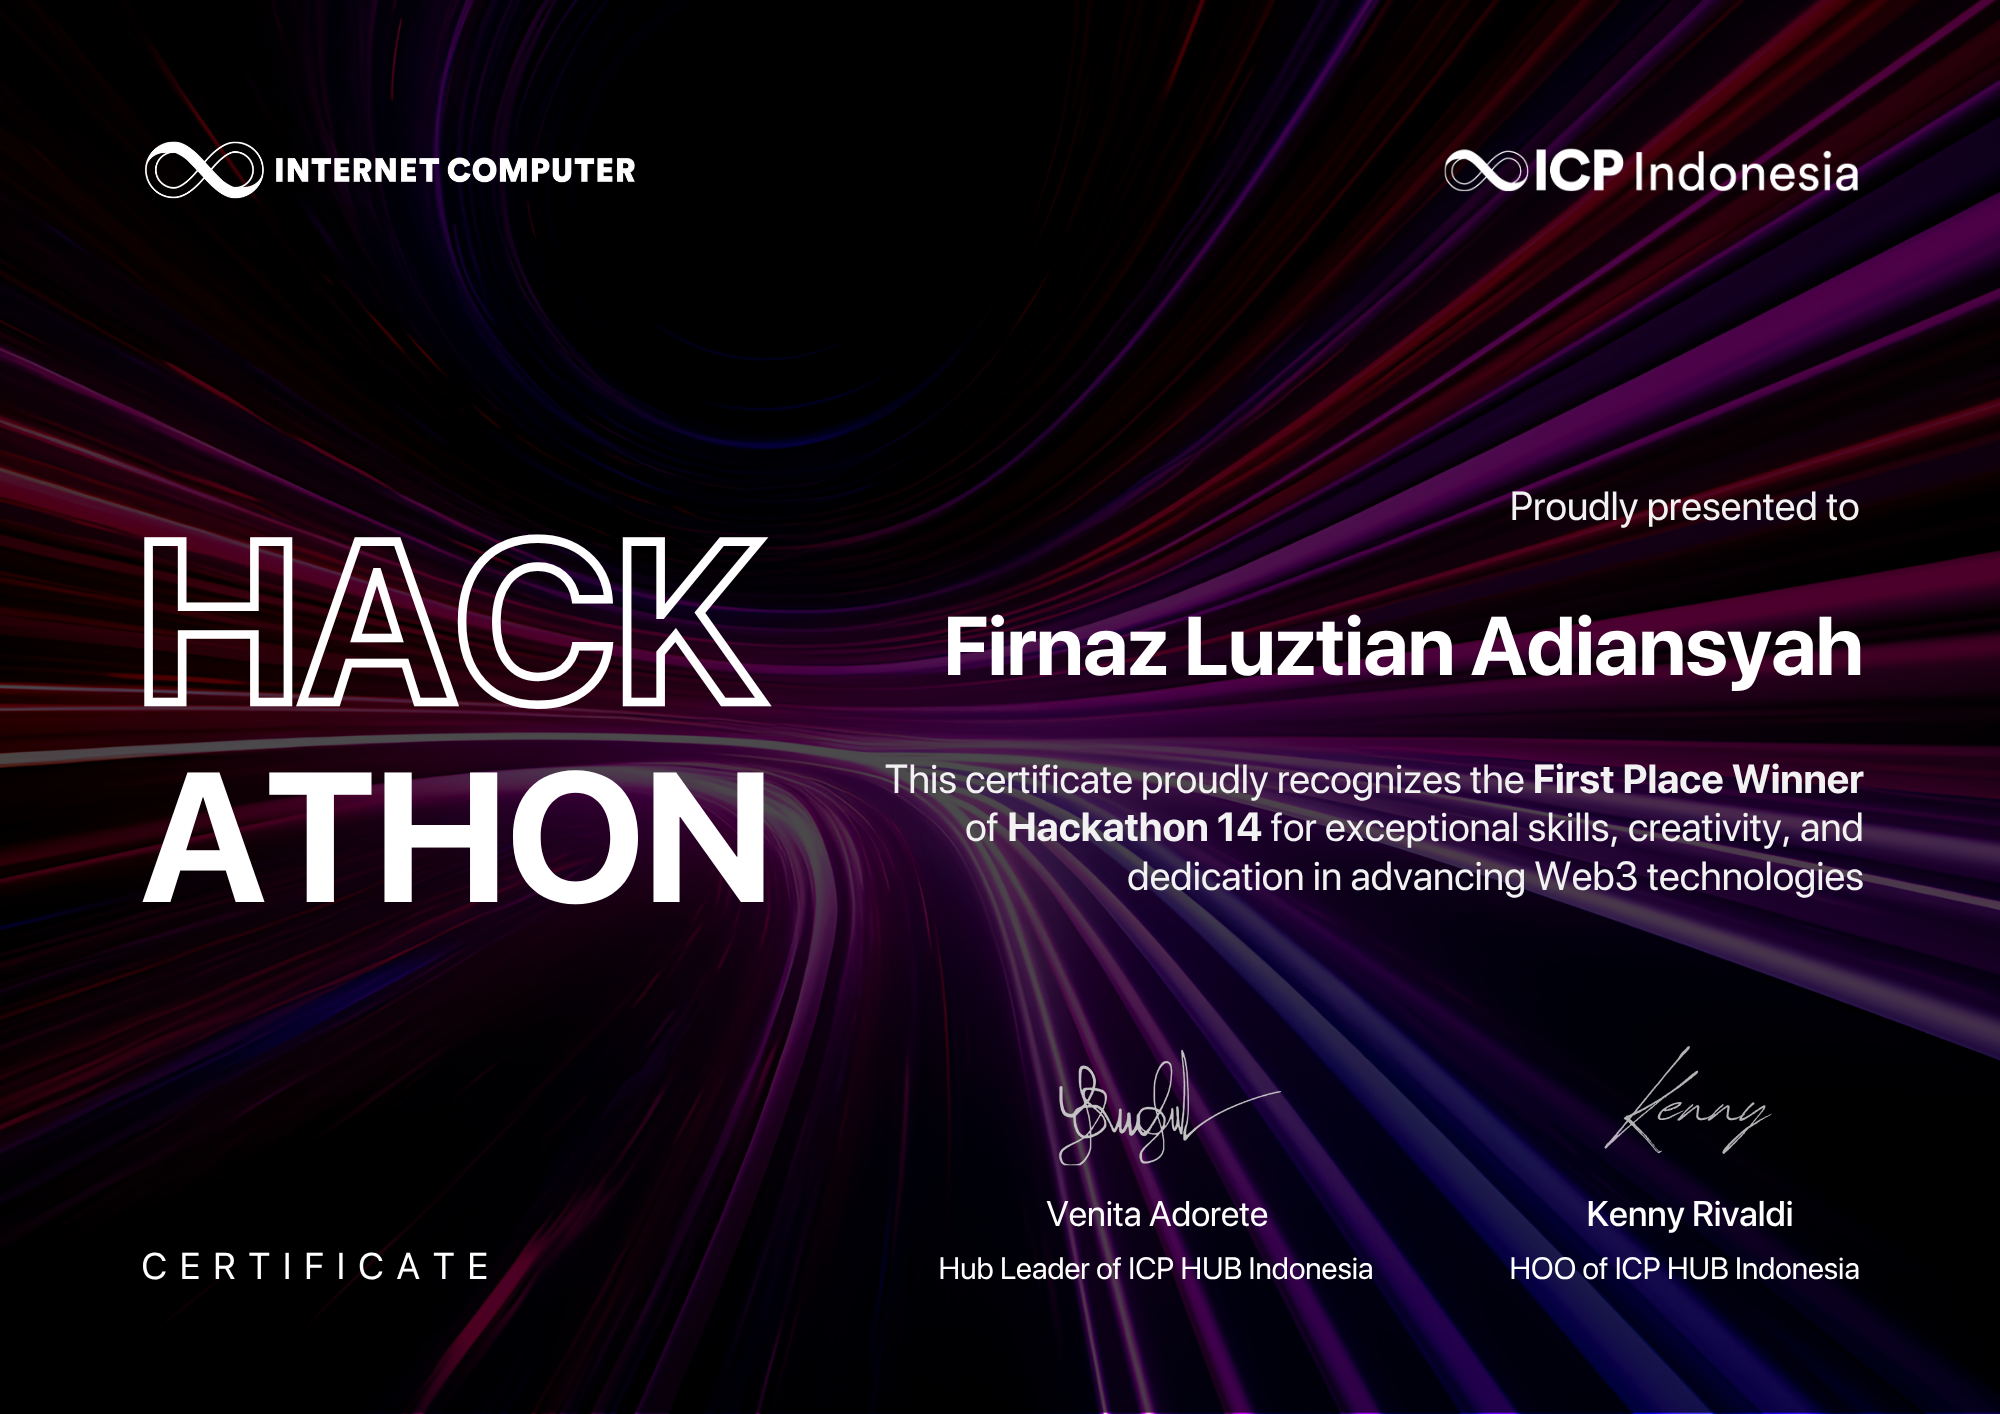 INTERNET COMPUTER
ICP Indonesia
HACK
ATHON
Proudly presented to
Firnaz Luztian Adiansyah
This certificate proudly recognizes the First Place Winner
of Hackathon 14 for exceptional skills, creativity, and
dedication in advancing Web3 technologies
Kenny
Venita Adorete
Hub Leader of ICP HUB Indonesia
Kenny Rivaldi
HOO of ICP HUB Indonesia
CERTIFICATE